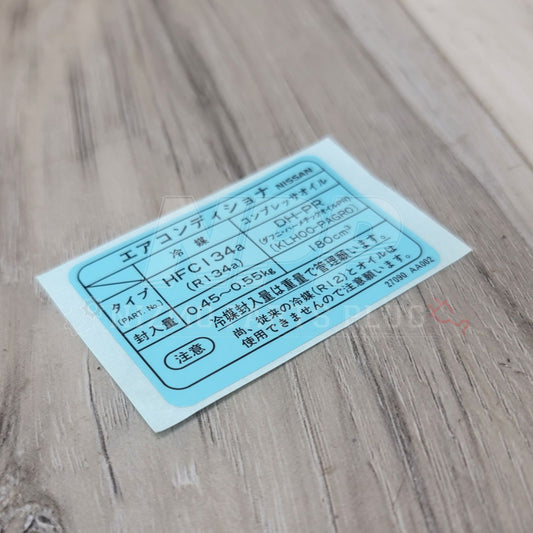 エアコンディショナ NISSAN
冷媒 コンプレッサオイル
タイプ (PART: No.) HFC134a (R134a) DH-PR
(KLH00-PAGR0)
封入量 0.45~0.55kg 180cm³
注意 冷媒封入量は重量で管理願います。
尚、従来の冷媒(R12)とオイルは
使用できませんのでご注意願います。
27090 AA002